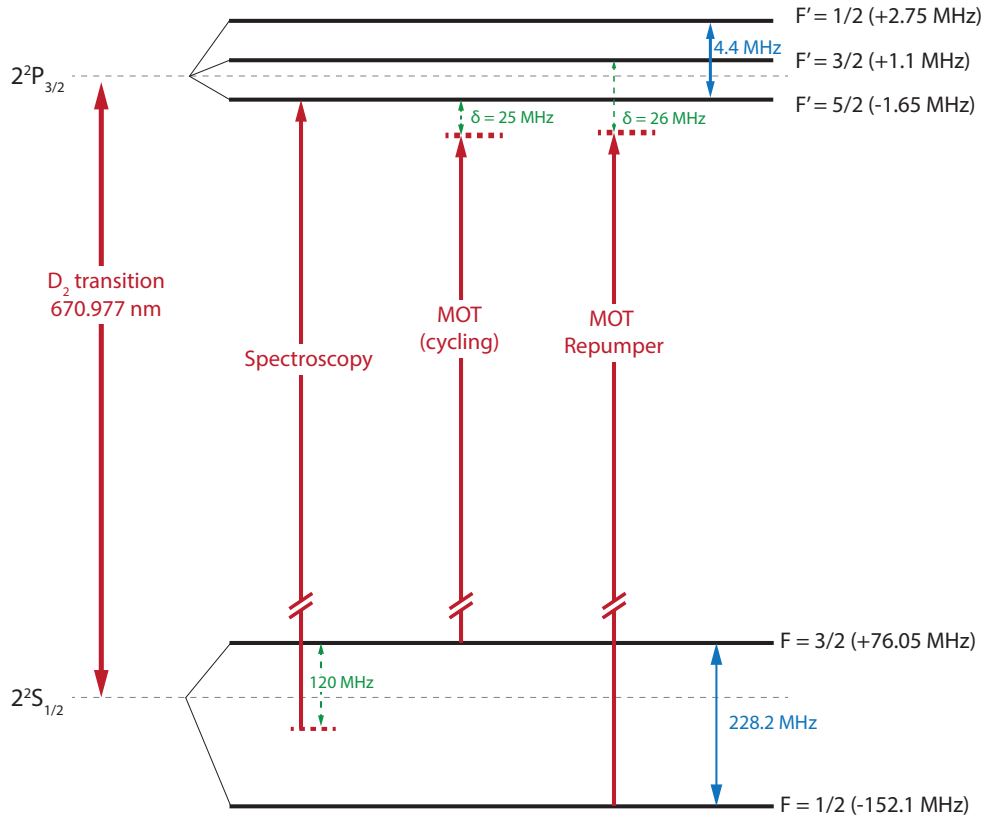 F' = 1/2 (+2.75 MHz)
4.4 MHz
F' = 3/2 (+1.1 MHz)
2²P₃/₂
F' = 5/2 (-1.65 MHz)
δ = 25 MHz
δ = 26 MHz
D₂ transition
670.977 nm
MOT
(cycling)
MOT
Repumper
Spectroscopy
F = 3/2 (+76.05 MHz)
120 MHz
2²S₁/₂
228.2 MHz
F = 1/2 (-152.1 MHz)